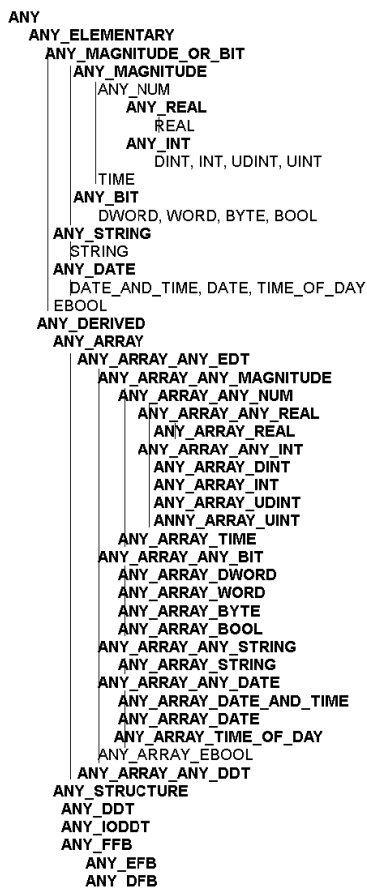 ANY
ANY_ELEMENTARY
ANY_MAGNITUDE_OR_BIT
ANY_MAGNITUDE
ANY_NUM
ANY_REAL
REAL
ANY_INT
DINT, INT, UDINT, UINT
TIME
ANY_BIT
DWORD, WORD, BYTE, BOOL
ANY_STRING
STRING
ANY_DATE
DATE_AND_TIME, DATE, TIME_OF_DAY
EBOOL
ANY_DERIVED
ANY_ARRAY
ANY_ARRAY_ANY_EDT
ANY_ARRAY_ANY_MAGNITUDE
ANY_ARRAY_ANY_NUM
ANY_ARRAY_ANY_REAL
ANY_ARRAY_REAL
ANY_ARRAY_ANY_INT
ANY_ARRAY_DINT
ANY_ARRAY_INT
ANY_ARRAY_UDINT
ANNY_ARRAY_UINT
ANY_ARRAY_TIME
ANY_ARRAY_ANY_BIT
ANY_ARRAY_DWORD
ANY_ARRAY_WORD
ANY_ARRAY_BYTE
ANY_ARRAY_BOOL
ANY_ARRAY_ANY_STRING
ANY_ARRAY_STRING
ANY_ARRAY_ANY_DATE
ANY_ARRAY_DATE_AND_TIME
ANY_ARRAY_DATE
ANY_ARRAY_TIME_OF_DAY
ANY_ARRAY_EBOOL
ANY_ARRAY_ANY_DDT
ANY_STRUCTURE
ANY_DDT
ANY_IODDT
ANY_FFB
ANY_EFB
ANY_DFB